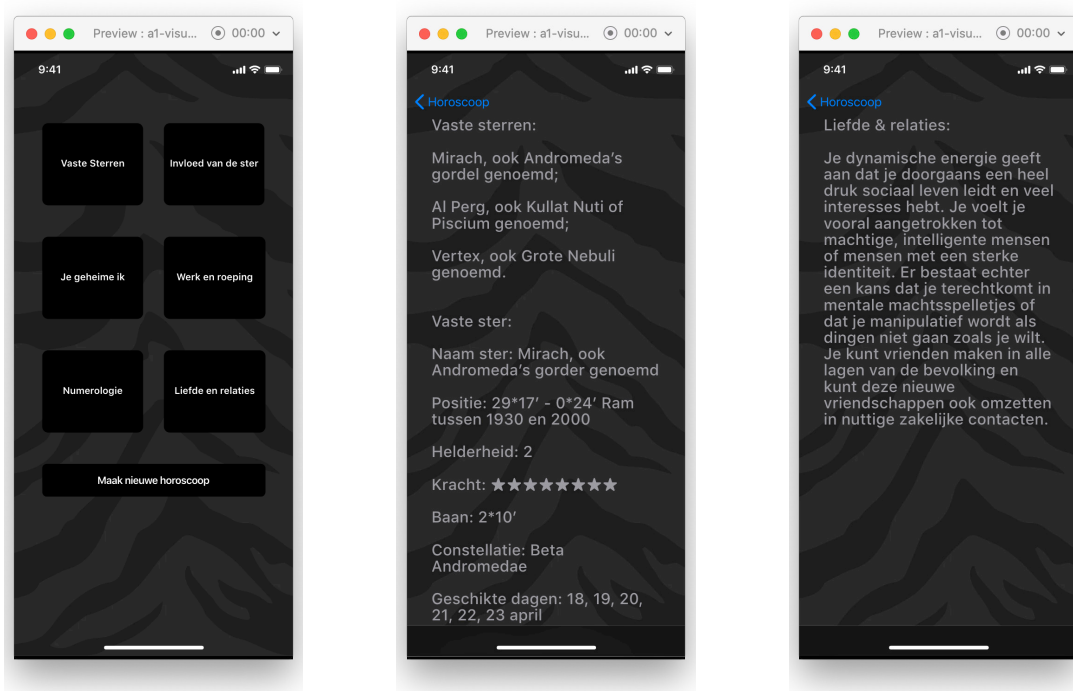 Preview : a1-visu... 00:00
9:41
Vaste Sterren
Invloed van de ster
Je geheime ik
Werk en roeping
Numerologie
Liefde en relaties
Maak nieuwe horoscoop
Preview : a1-visu... 00:00
9:41
Horoscoop
Vaste sterren:
Mirach, ook Andromeda’s
gordel genoemd;
Al Perg, ook Kullat Nuti of
Piscium genoemd;
Vertex, ook Grote Nebuli
genoemd.
Vaste ster:
Naam ster: Mirach, ook
Andromeda’s gorder genoemd
Positie: 29*17’ - 0*24’ Ram
tussen 1930 en 2000
Helderheid: 2
Kracht: ★★★★★★★★
Baan: 2*10’
Constellatie: Beta
Andromedae
Geschikte dagen: 18, 19, 20,
21, 22, 23 april
Preview : a1-visu... 00:00
9:41
Horoscoop
Liefde & relaties:
Je dynamische energie geeft
aan dat je doorgaans een heel
druk sociaal leven leidt en veel
interesses hebt. Je voelt je
vooral aangetrokken tot
machtige, intelligente mensen
of mensen met een sterke
identiteit. Er bestaat echter
een kans dat je terechtkomt in
mentale machtsspelletjes of
dat je manipulatief wordt als
dingen niet gaan zoals je wilt.
Je kunt vrienden maken in alle
lagen van de bevolking en
kunt deze nieuwe
vriendschappen ook omzetten
in nuttige zakelijke contacten.